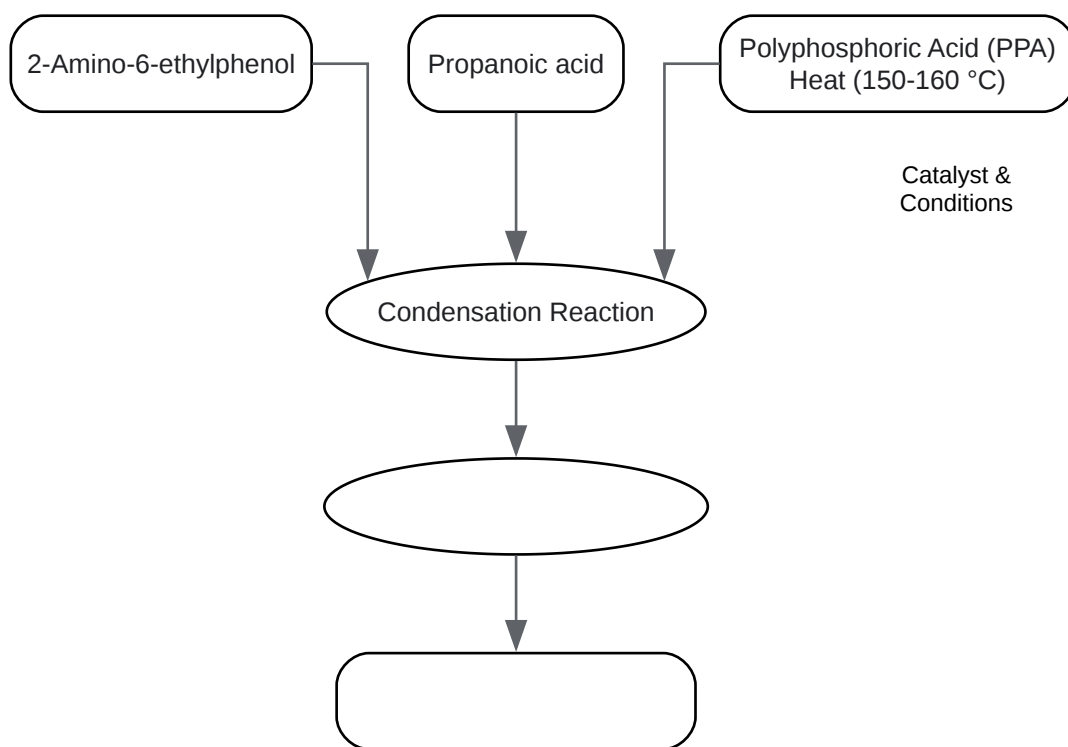 2-Amino-6-ethylphenol
Propanoic acid
Polyphosphoric Acid (PPA)
Heat (150-160 °C)
Catalyst &
Conditions
Condensation Reaction